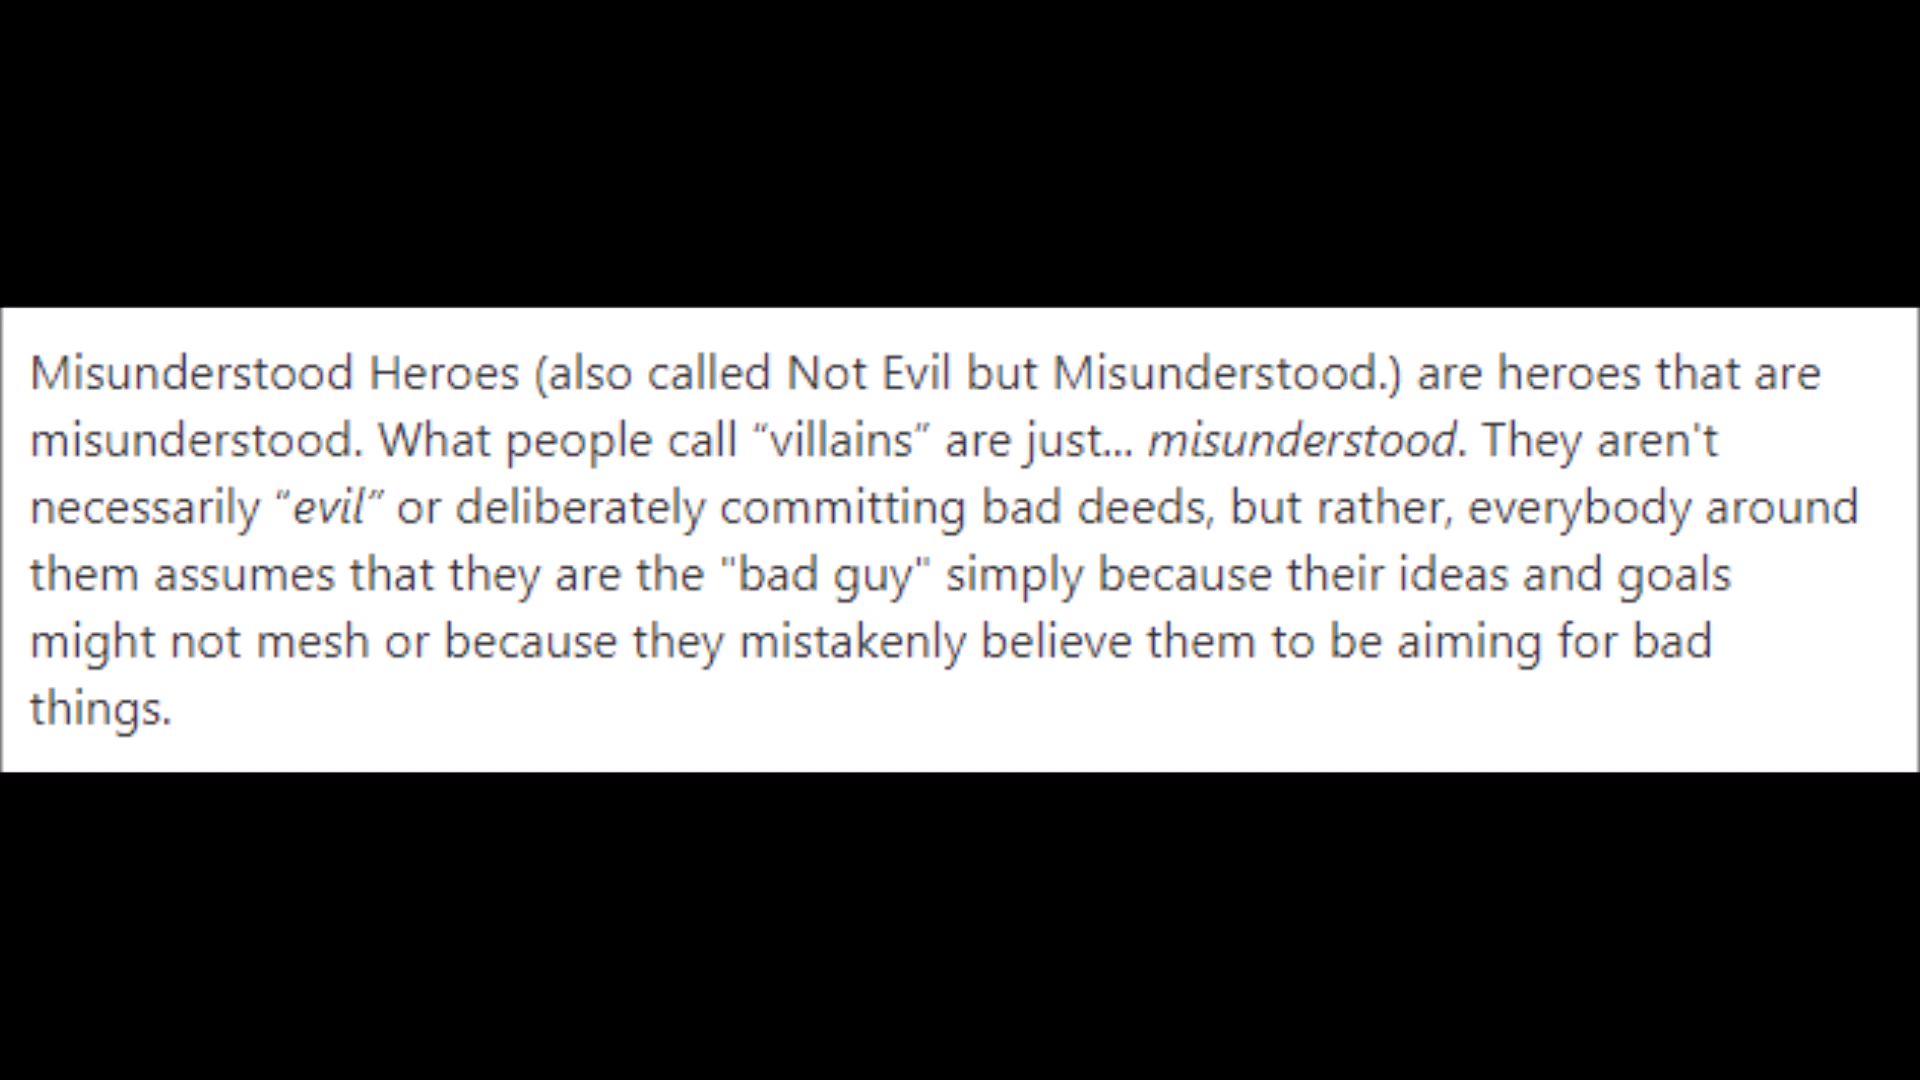 Misunderstood Heroes (also called Not Evil but Misunderstood.) are heroes that are
misunderstood. What people call “villains” are just... misunderstood. They aren't
necessarily “evil” or deliberately committing bad deeds, but rather, everybody around
them assumes that they are the "bad guy" simply because their ideas and goals
might not mesh or because they mistakenly believe them to be aiming for bad
things.